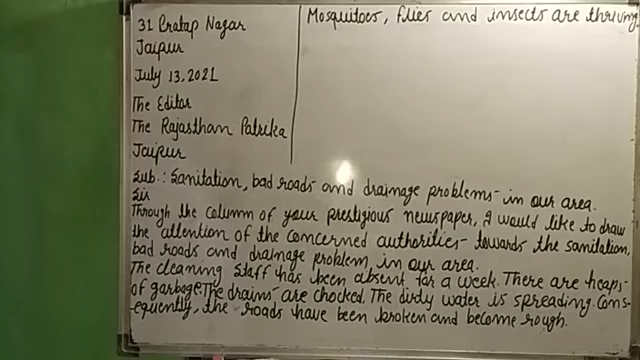 31 Pratap Nagar
Jaipur
July 13, 2021
The Editor
The Rajasthan Patrika
Jaipur
Sub.: Sanitation, bad roads and drainage problems in our area.
Sir
Through the column of your prestigious newspaper, I would like to draw
the attention of the concerned authorities towards the sanitation,
bad roads and drainage problem in our area.
The cleaning staff has been absent for a week. There are heaps
of garbage. The drains are chocked. The dirty water is spreading. Cons-
equently, the roads have been broken and become rough.
Mosquitoes, flies and insects are thriving